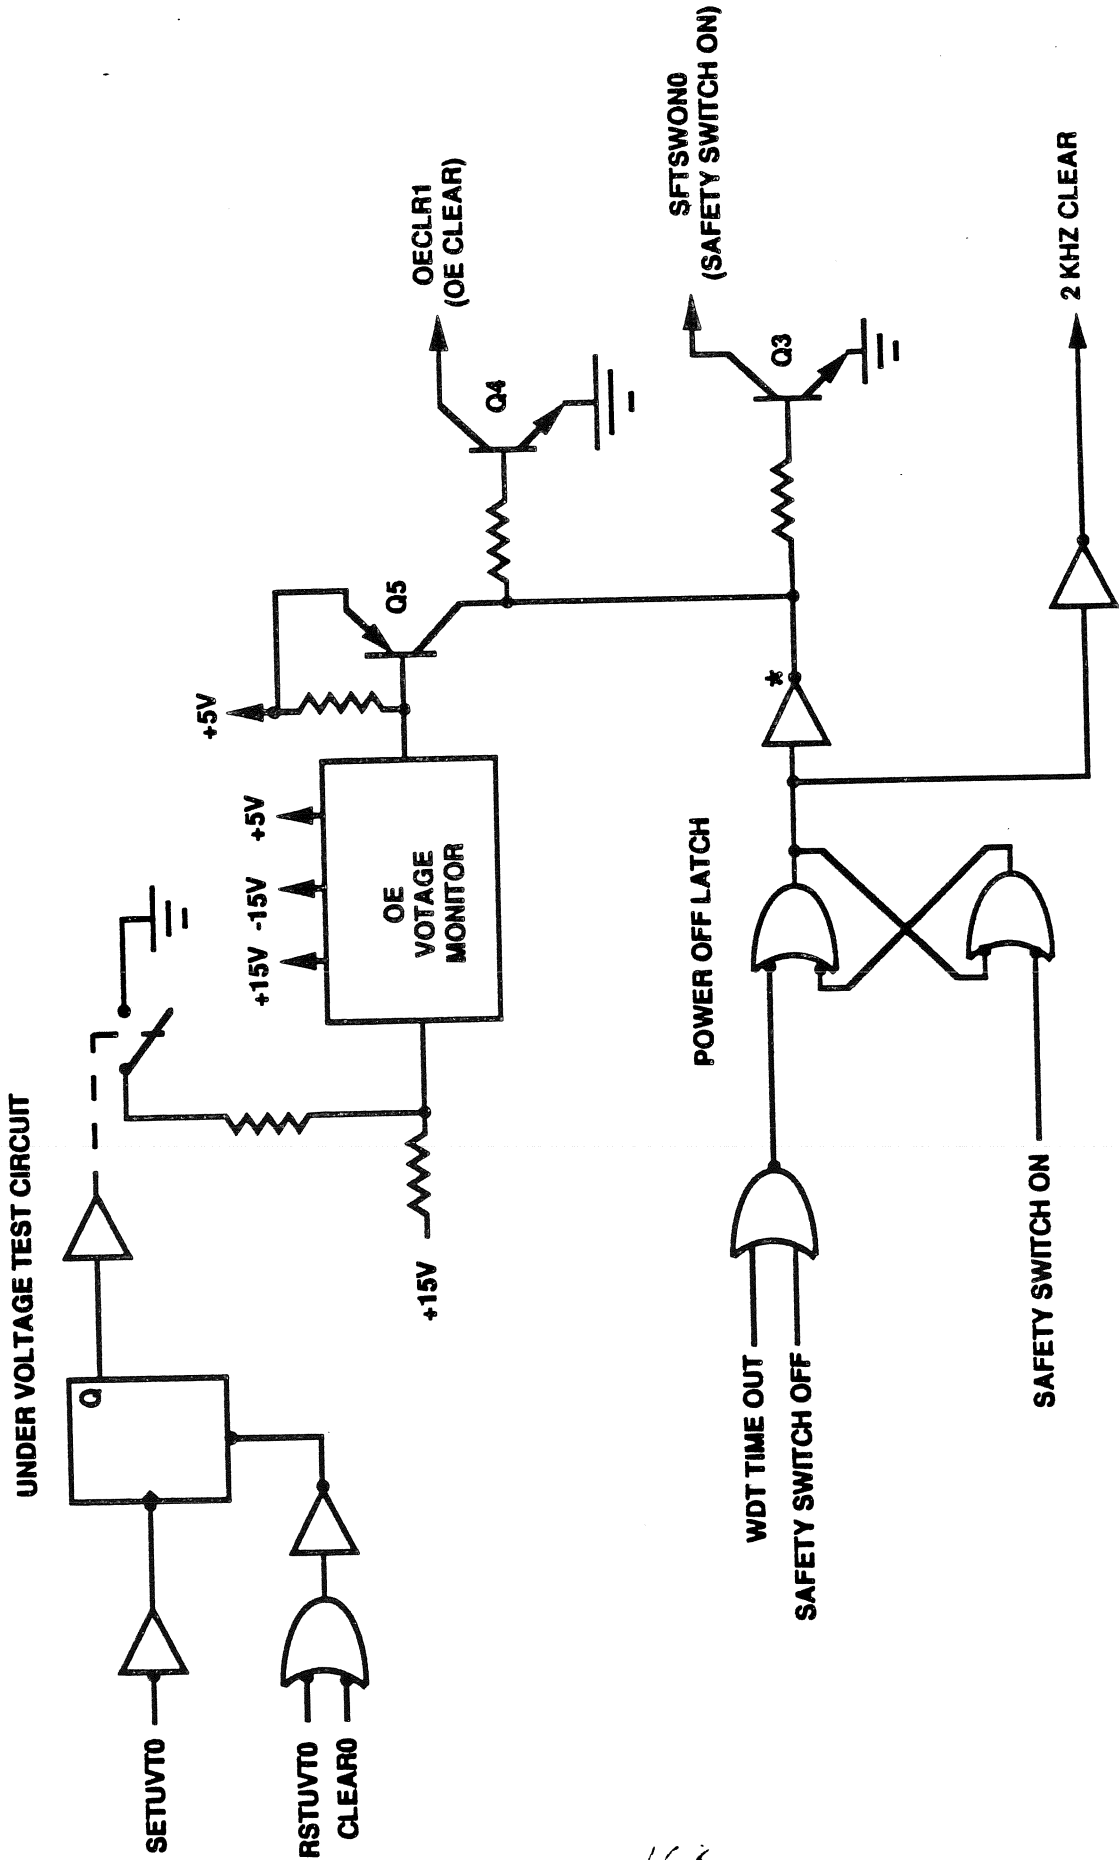 UNDER VOLTAGE TEST CIRCUIT
SETUVT0
RSTUVT0
CLEAR0
Q
+15V
+15V
-15V
+5V
OE
VOTAGE
MONITOR
+5V
Q5
Q4
OECLR1
(OE CLEAR)
POWER OFF LATCH
WDT TIME OUT
SAFETY SWITCH OFF
SAFETY SWITCH ON
*
Q3
SFTSWON0
(SAFETY SWITCH ON)
2 KHZ CLEAR